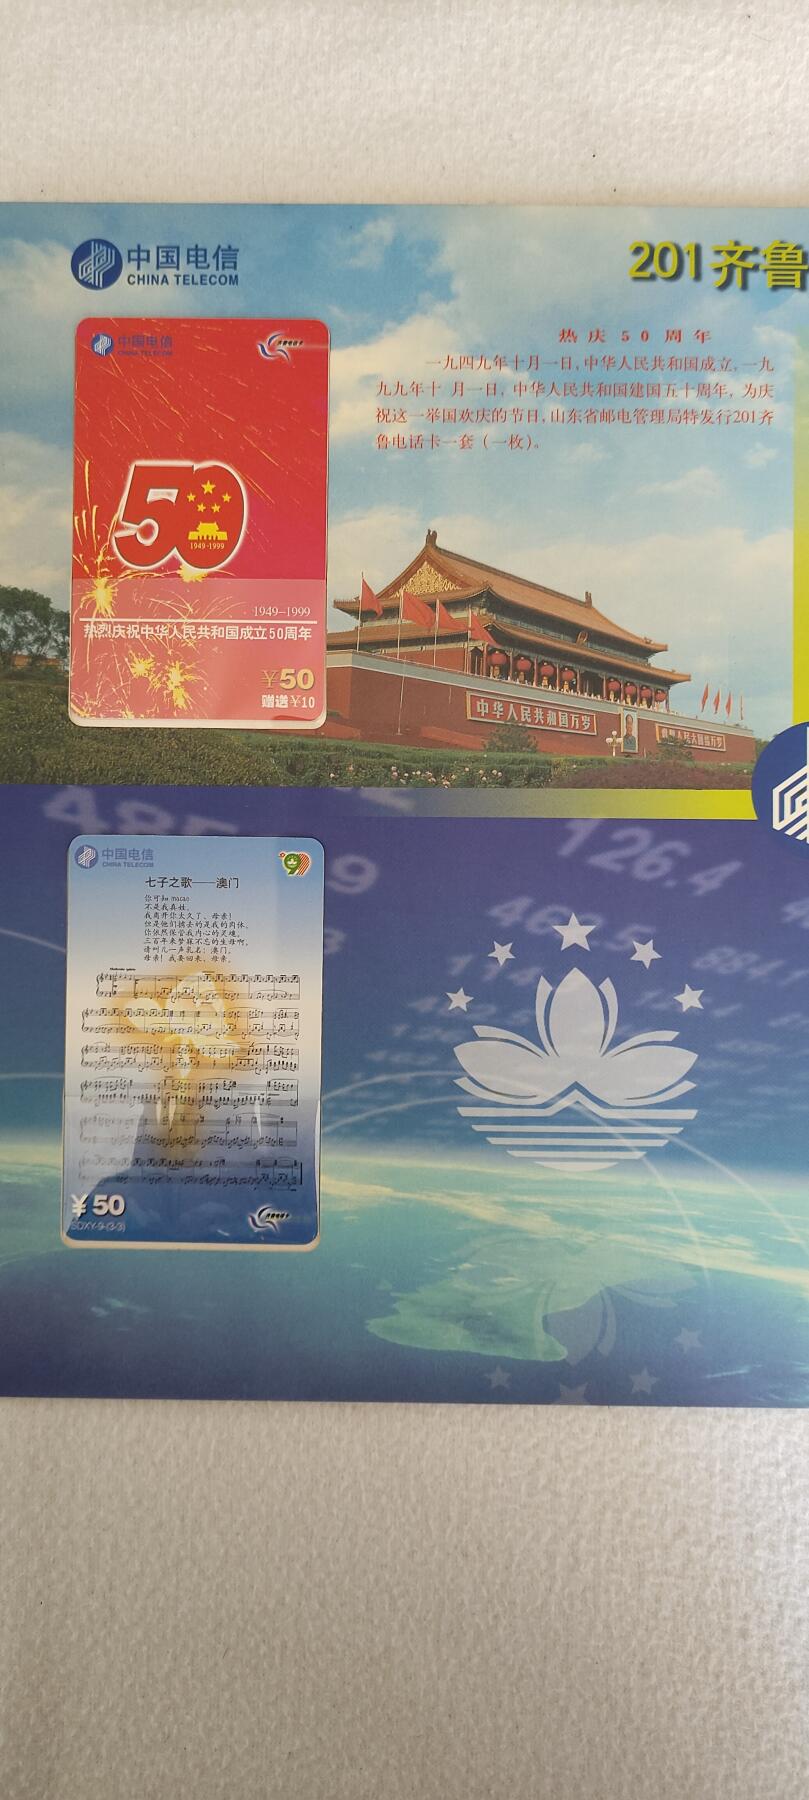 中国电信
CHINA TELECOM
201齐鲁
热庆50周年
一九四九年十月一日,中华人民共和国成立,一九
九九年十 月一日, 中华人民共和国建国五十周年, 为庆
祝这一举国欢庆的节日,山东省邮电管理局特发行201齐
鲁电话卡一套（一枚）。
中国电信
CHINA TELECOM
50
1949-1999
1949-1999
热烈庆祝中华人民共和国成立50周年
¥50
赠送¥10
中华人民共和国万岁
世界人民大团结万岁
中国电信
CHINA TELECOM
七子之歌——澳门
你可知 macao
不是我真姓,
我离开你太久了、母亲!
但是他们掳去的是我的肉体,
你依然保管我内心的灵魂。
三百年来梦寐不忘的生母啊,
请叫儿一声乳名：澳门。
母亲！我要回来、母亲。
¥50
SDXY-9-(3-3)
126.4